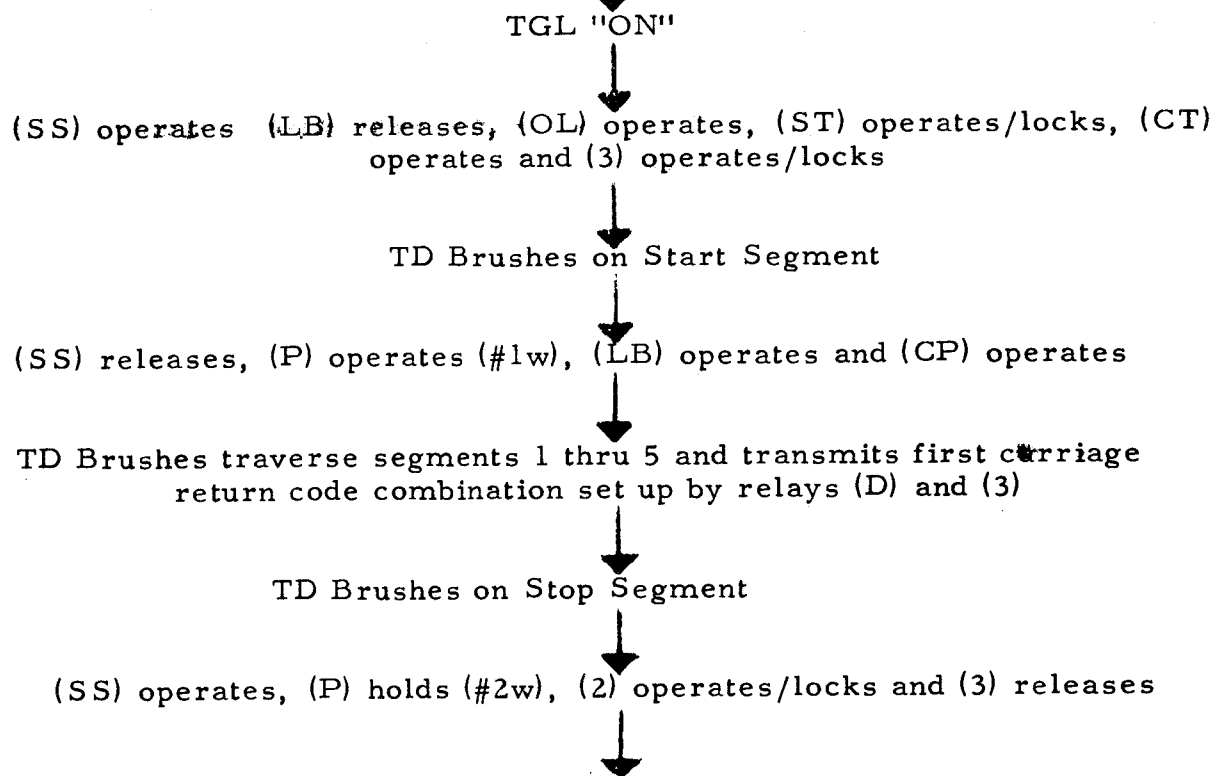 TGL "ON"
(SS) operates (LB) releases, (OL) operates, (ST) operates/locks, (CT)
operates and (3) operates/locks
TD Brushes on Start Segment
(SS) releases, (P) operates (#1w), (LB) operates and (CP) operates
TD Brushes traverse segments 1 thru 5 and transmits first carriage
return code combination set up by relays (D) and (3)
TD Brushes on Stop Segment
(SS) operates, (P) holds (#2w), (2) operates/locks and (3) releases